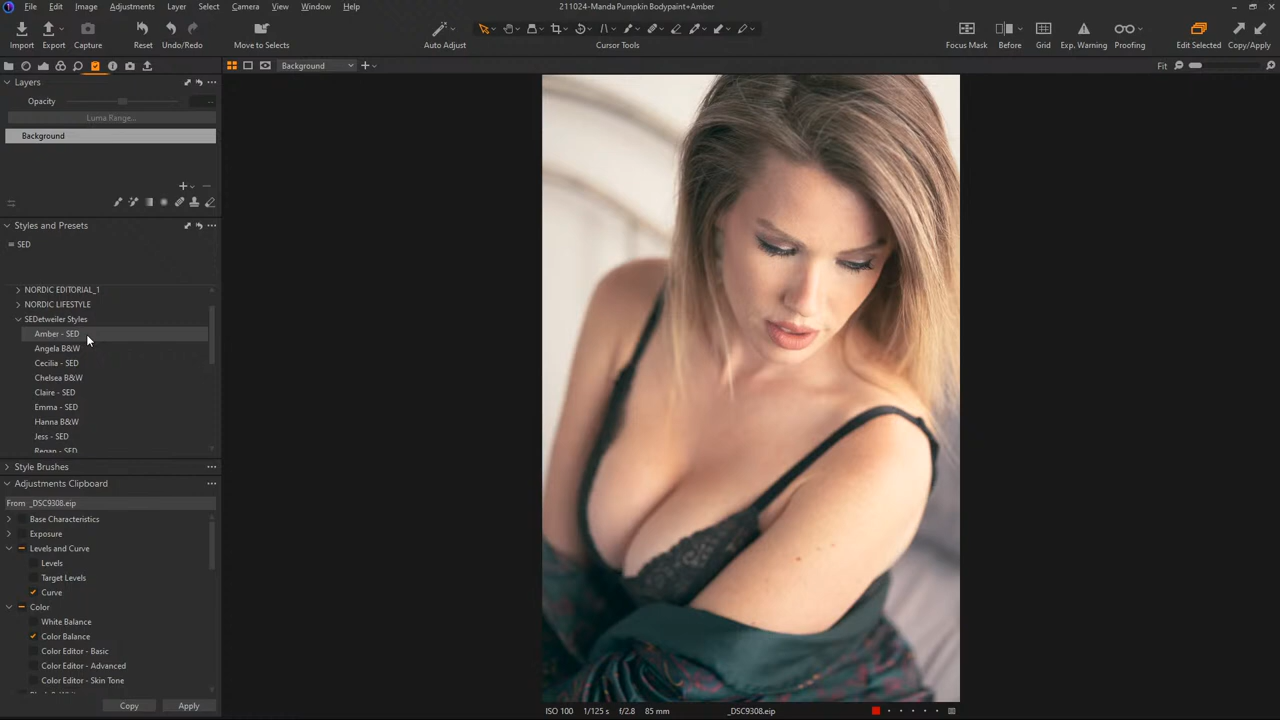 File Edit Image Adjustments Layer Select Camera View Window Help 211024-Manda Pumpkin Bodypaint+Amber
Import Export Capture Reset Undo/Redo Move to Selects Auto Adjust Cursor Tools Focus Mask Before Grid Exp. Warning Proofing Edit Selected Copy/Apply
Background Fit
Layers
Opacity
Luma Range...
Background
Styles and Presets
SED
NORDIC EDITORIAL_1
NORDIC LIFESTYLE
SEDetweiler Styles
Amber - SED
Angela B&W
Cecilia - SED
Chelsea B&W
Claire - SED
Emma - SED
Hanna B&W
Jess - SED
Regan - SED
Style Brushes
Adjustments Clipboard
From _DSC9308.eip
Base Characteristics
Exposure
Levels and Curve
Levels
Target Levels
Curve
Color
White Balance
Color Balance
Color Editor - Basic
Color Editor - Advanced
Color Editor - Skin Tone
Copy Apply
ISO 100 1/125 s f/2.8 85 mm _DSC9308.eip